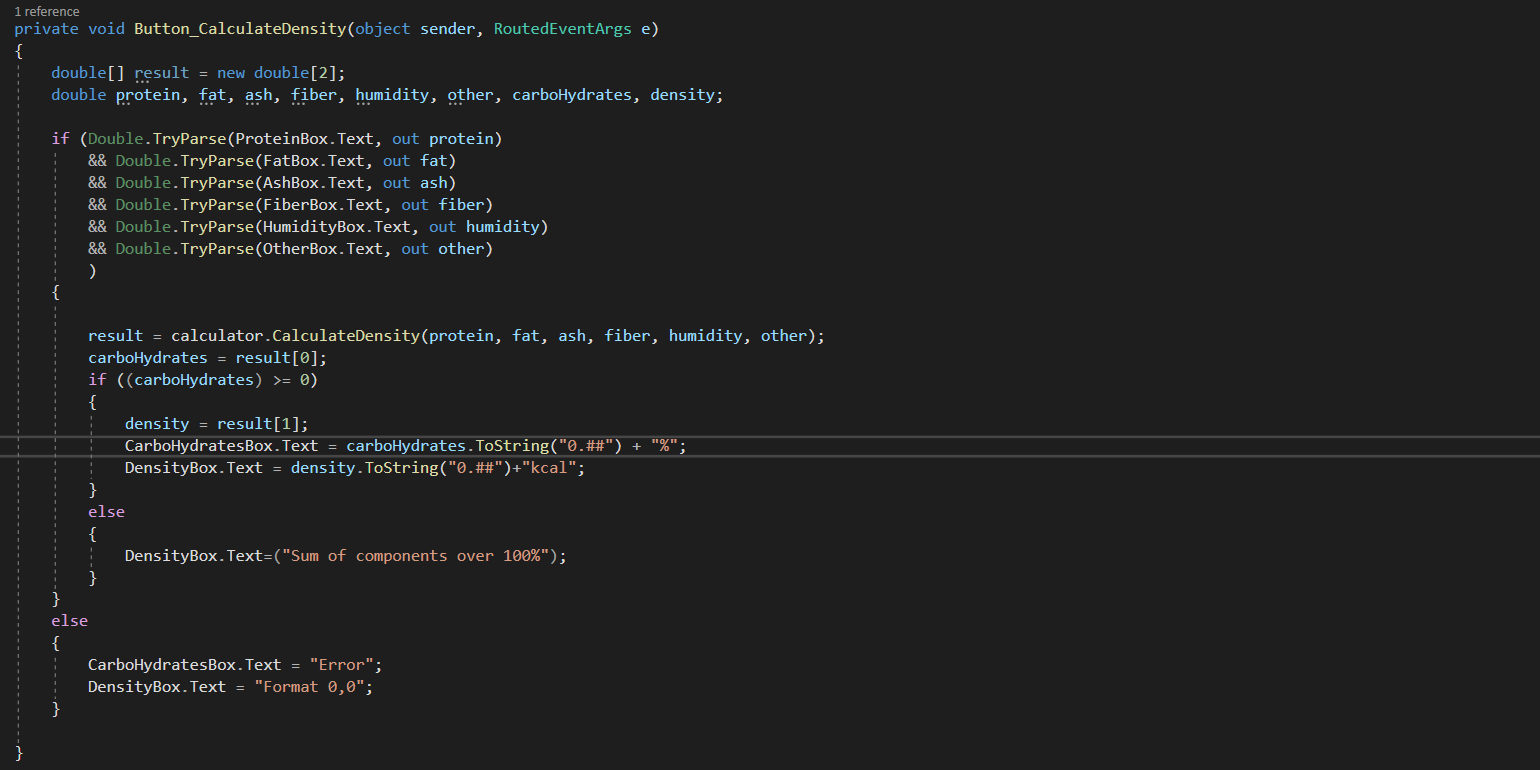 1 reference
private void Button_CalculateDensity(object sender, RoutedEventArgs e)
{
    double[] result = new double[2];
    double protein, fat, ash, fiber, humidity, other, carboHydrates, density;

    if (Double.TryParse(ProteinBox.Text, out protein)
        && Double.TryParse(FatBox.Text, out fat)
        && Double.TryParse(AshBox.Text, out ash)
        && Double.TryParse(FiberBox.Text, out fiber)
        && Double.TryParse(HumidityBox.Text, out humidity)
        && Double.TryParse(OtherBox.Text, out other)
        )
    {

        result = calculator.CalculateDensity(protein, fat, ash, fiber, humidity, other);
        carboHydrates = result[0];
        if ((carboHydrates) >= 0)
        {
            density = result[1];
            CarboHydratesBox.Text = carboHydrates.ToString("0.##") + "%";
            DensityBox.Text = density.ToString("0.##")+"kcal";
        }
        else
        {
            DensityBox.Text=("Sum of components over 100%");
        }
    }
    else
    {
        CarboHydratesBox.Text = "Error";
        DensityBox.Text = "Format 0,0";
    }

}